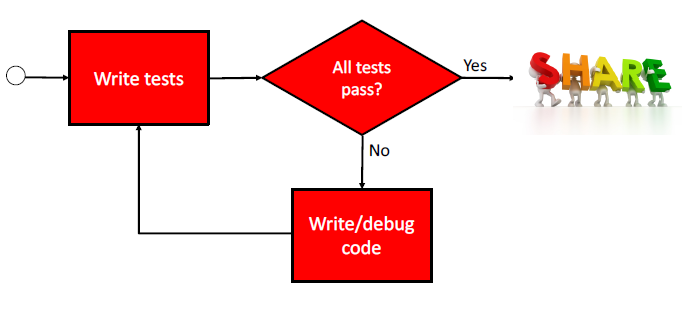 Write tests
All tests
pass?
Yes
SHARE
No
Write/debug
code